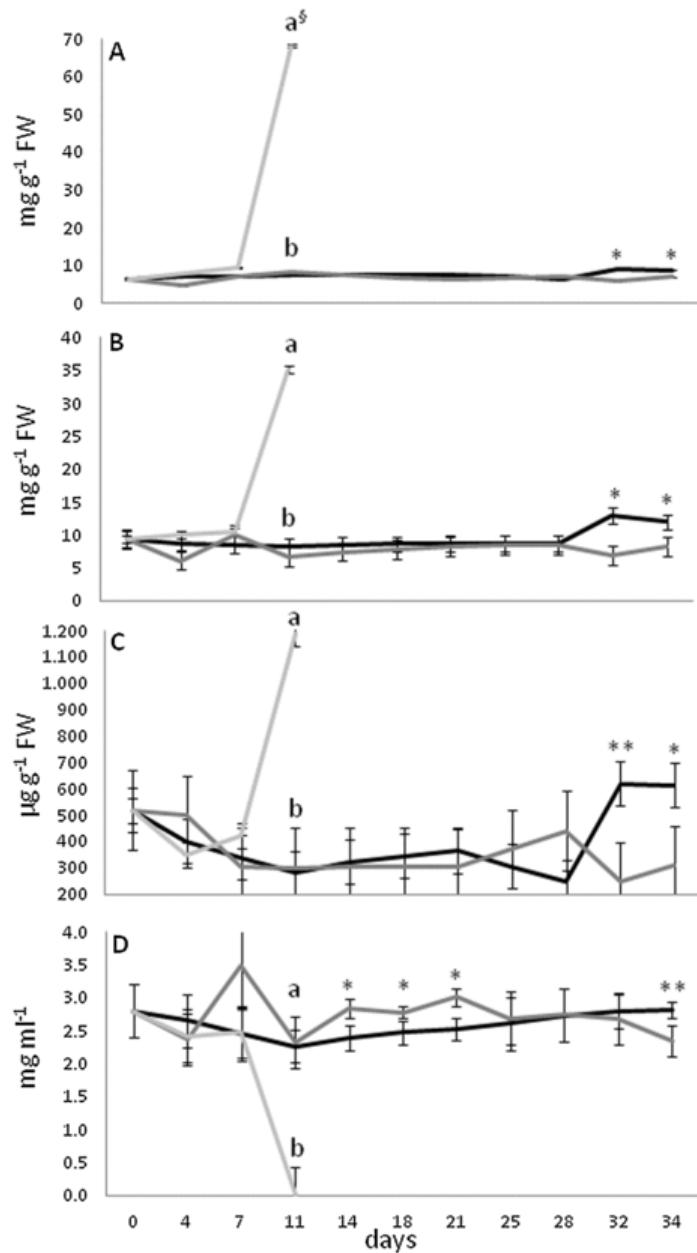 A
a§
70
60
50
40
30
20
10
0
mg g-1 FW
b
* *
B
a
40
35
30
25
20
15
10
5
0
mg g-1 FW
b
* *
C
a
1.200
1.100
1.000
900
800
700
600
500
400
300
200
µg g-1 FW
b
** *
D
4.0
3.5
3.0
2.5
2.0
1.5
1.0
0.5
0.0
mg ml-1
a
* * * **
b
0 4 7 11 14 18 21 25 28 32 34
days